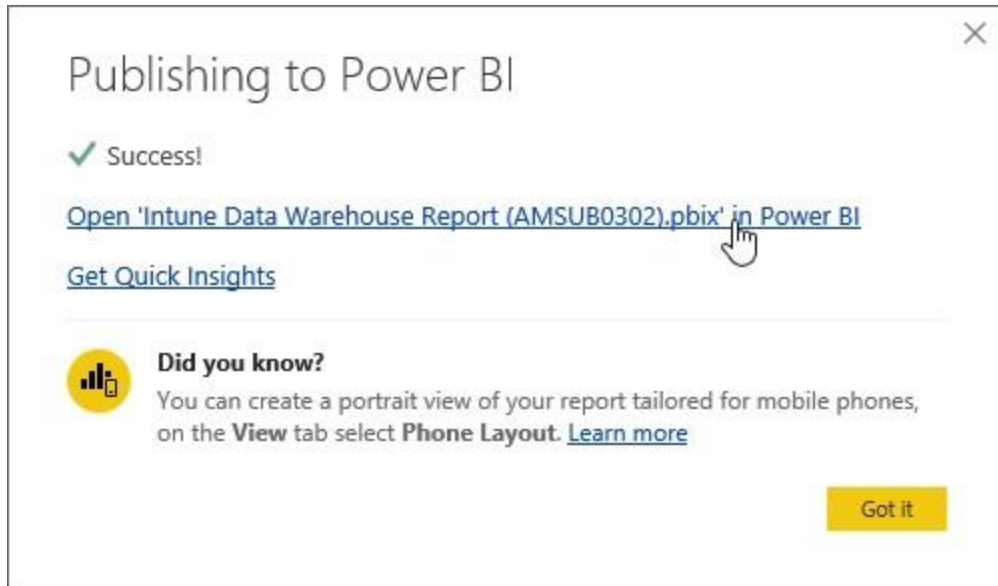 Publishing to Power BI
Success!
Open 'Intune Data Warehouse Report (AMSUB0302).pbix' in Power BI
Get Quick Insights
Did you know?
You can create a portrait view of your report tailored for mobile phones,
on the View tab select Phone Layout. Learn more
Got it